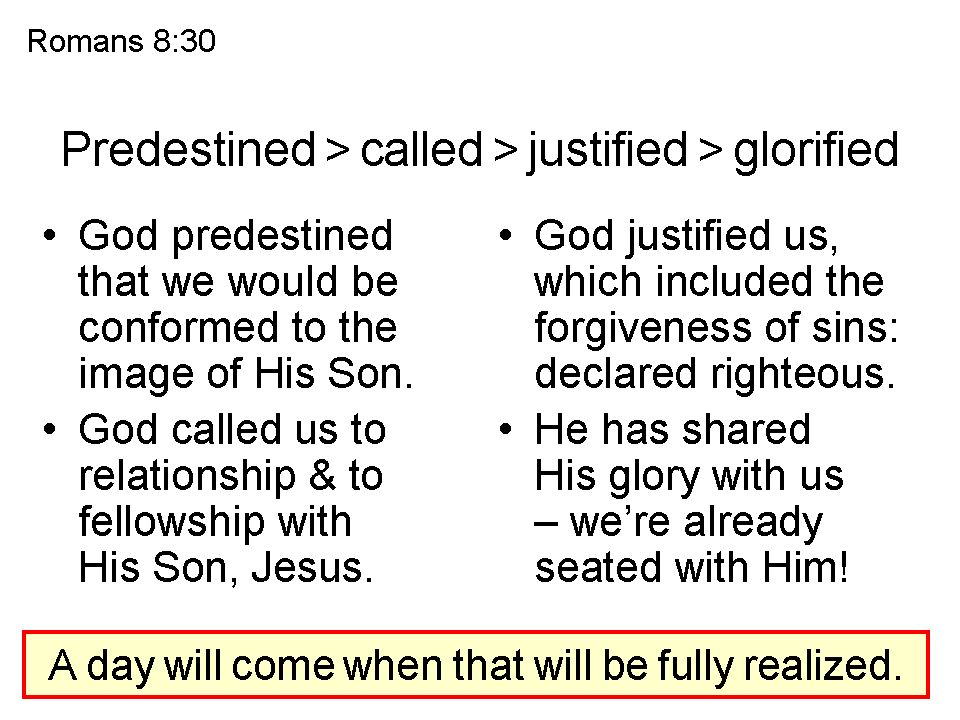 Romans 8:30
Predestined > called > justified > glorified
• God predestined
that we would be
conformed to the
image of His Son.
• God called us to
relationship & to
fellowship with
His Son, Jesus.
• God justified us,
which included the
forgiveness of sins:
declared righteous.
• He has shared
His glory with us
– we’re already
seated with Him!
A day will come when that will be fully realized.